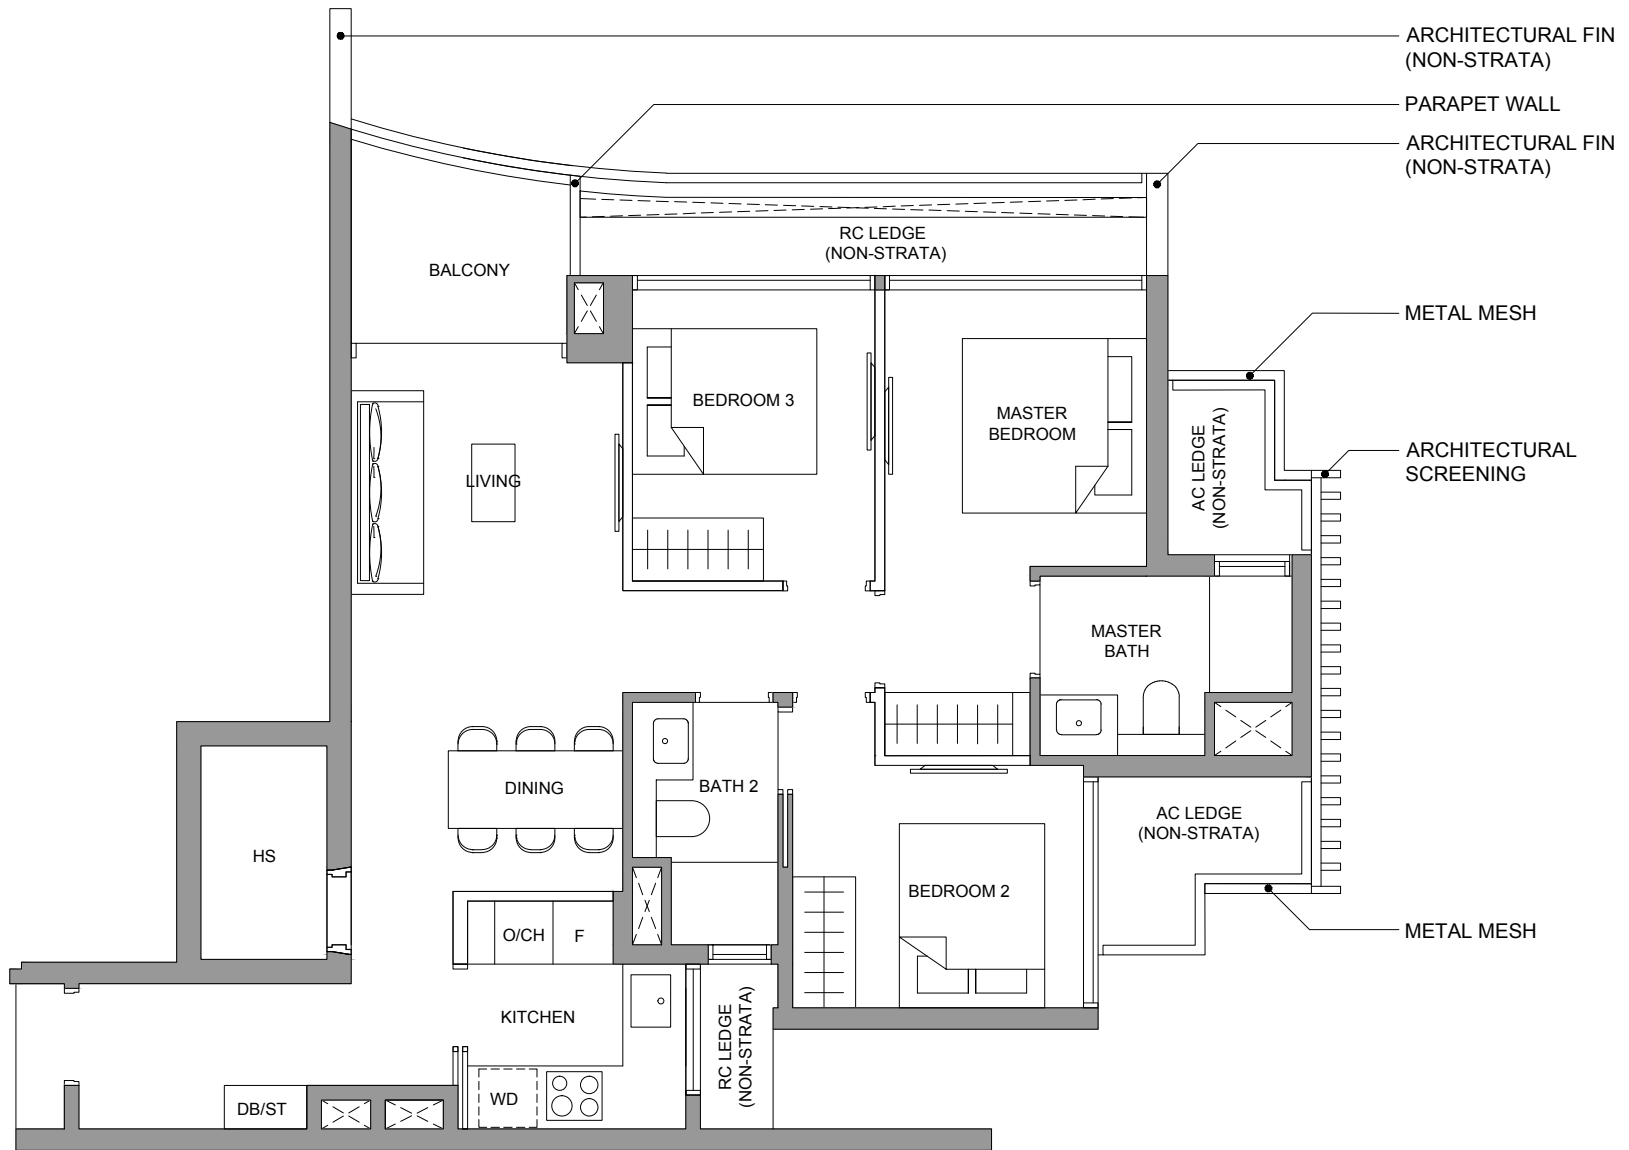 ARCHITECTURAL FIN
(NON-STRATA)
PARAPET WALL
ARCHITECTURAL FIN
(NON-STRATA)
RC LEDGE
(NON-STRATA)
BALCONY
METAL MESH
BEDROOM 3
MASTER
BEDROOM
AC LEDGE
(NON-STRATA)
ARCHITECTURAL
SCREENING
LIVING
MASTER
BATH
DINING
BATH 2
AC LEDGE
(NON-STRATA)
HS
BEDROOM 2
O/CH
F
METAL MESH
KITCHEN
RC LEDGE
(NON-STRATA)
DB/ST
WD